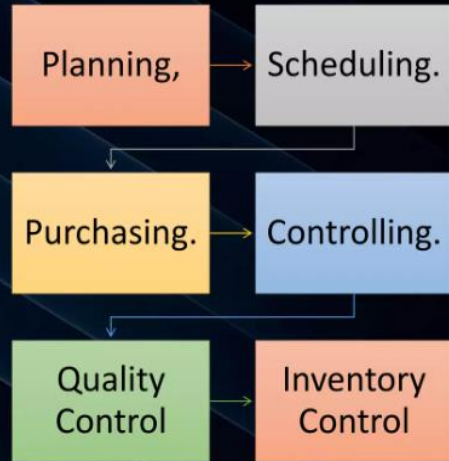 Planning,
Scheduling.
Purchasing.
Controlling.
Quality
Control
Inventory
Control